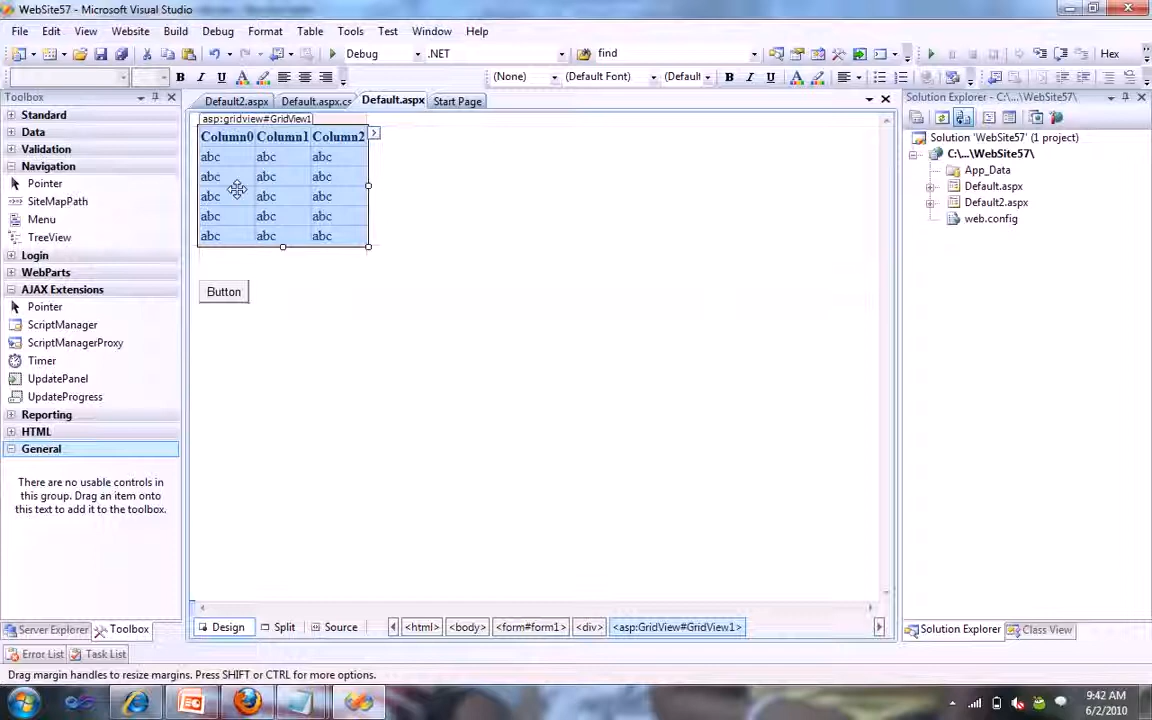 WebSite57 - Microsoft Visual Studio
File Edit View Website Build Debug Format Table Tools Test Window Help
Debug .NET find Hex
B I U A (None) (Default Font) (Defaul B I U A
Toolbox
Default2.aspx Default.aspx.cs Default.aspx Start Page
Solution Explorer - C:\...\WebSite57\
Standard
Data
Validation
Navigation
Pointer
SiteMapPath
Menu
TreeView
Login
WebParts
AJAX Extensions
Pointer
ScriptManager
ScriptManagerProxy
Timer
UpdatePanel
UpdateProgress
Reporting
HTML
General
There are no usable controls in
this group. Drag an item onto
this text to add it to the toolbox.
asp:gridview#GridView1
Column0 Column1 Column2
abc abc abc
abc abc abc
abc abc abc
abc abc abc
abc abc abc
Button
Solution 'WebSite57' (1 project)
C:\...\WebSite57\
App_Data
Default.aspx
Default2.aspx
web.config
Server Explorer Toolbox
Design Split Source <html> <body> <form#form1> <div> <asp:GridView#GridView1>
Solution Explorer Class View
Error List Task List
Drag margin handles to resize margins. Press SHIFT or CTRL for more options.
9:42 AM
6/2/2010